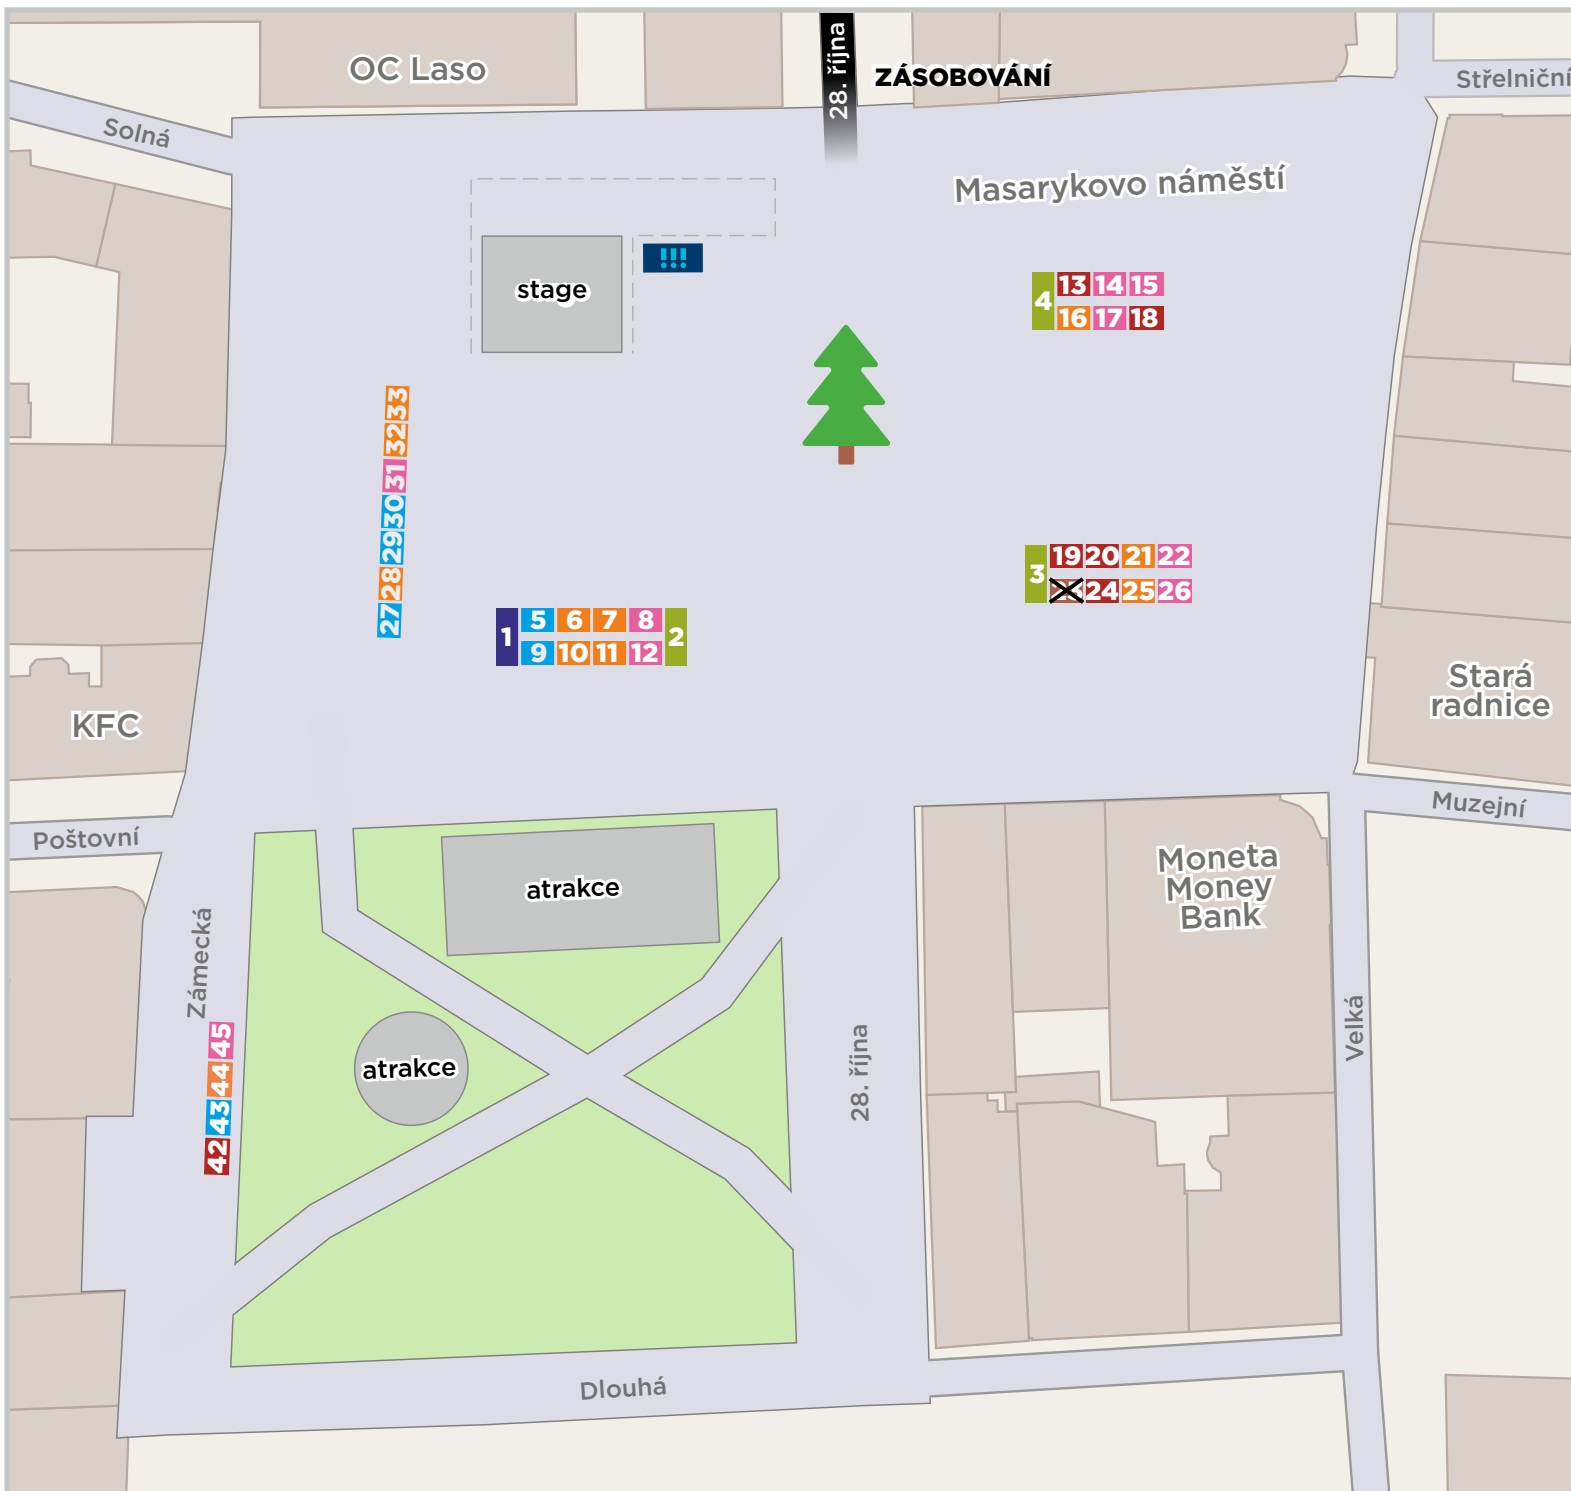 OC Laso
28. října
ZÁSOBOVÁNÍ
Střelniční
Solná
Masarykovo náměstí
!!!
stage
4
13 14 15
16 17 18
33
32
31
30
29
28
27
3
19 20 21 22
24 25 26
1
5 6 7 8
9 10 11 12
2
Stará
radnice
KFC
Muzejní
Poštovní
atrakce
Moneta
Money
Bank
Zámecká
Velká
28. října
atrakce
45
44
43
42
Dlouhá